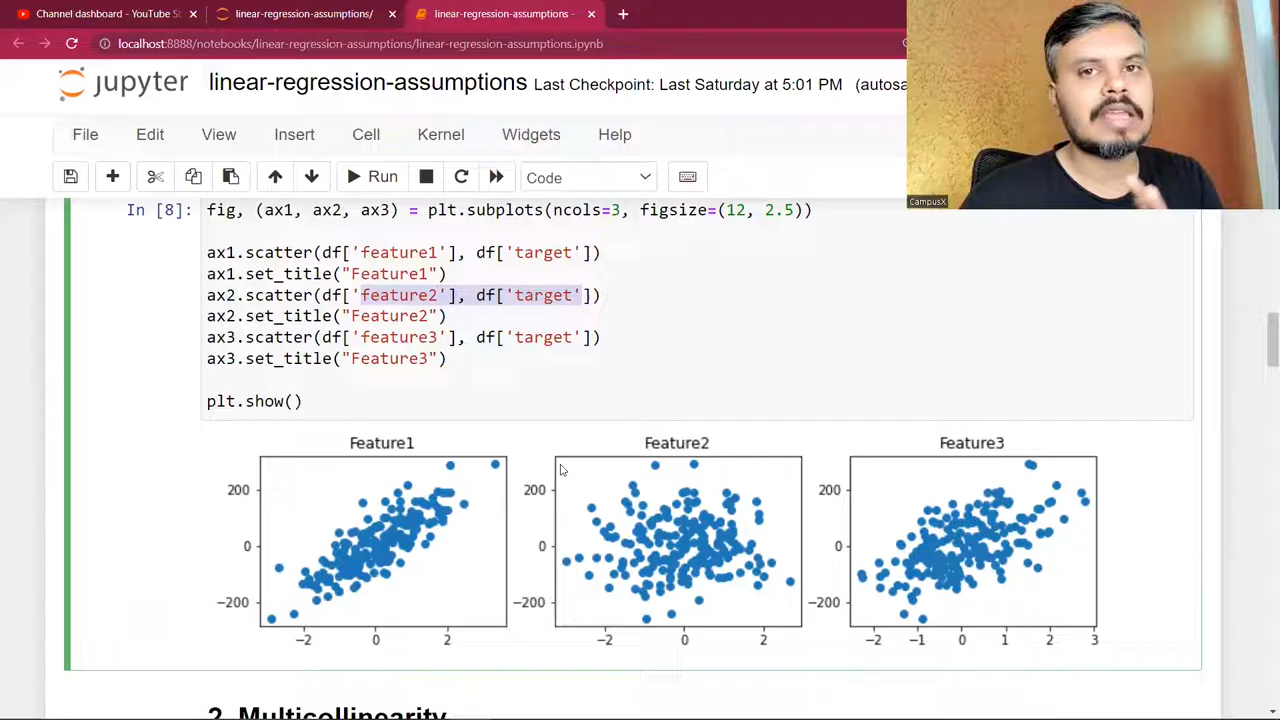 Channel dashboard - YouTube St
linear-regression-assumptions/
linear-regression-assumptions -
localhost:8888/notebooks/linear-regression-assumptions/linear-regression-assumptions.ipynb
jupyter linear-regression-assumptions Last Checkpoint: Last Saturday at 5:01 PM (autosa
File Edit View Insert Cell Kernel Widgets Help
Run Code
CampusX
In [8]: fig, (ax1, ax2, ax3) = plt.subplots(ncols=3, figsize=(12, 2.5))
ax1.scatter(df['feature1'], df['target'])
ax1.set_title("Feature1")
ax2.scatter(df['feature2'], df['target'])
ax2.set_title("Feature2")
ax3.scatter(df['feature3'], df['target'])
ax3.set_title("Feature3")
plt.show()
Feature1 Feature2 Feature3
200 200 200
0 0 0
−200 −200 −200
−2 0 2 −2 0 2 −2 −1 0 1 2 3
2. Multicollinearity